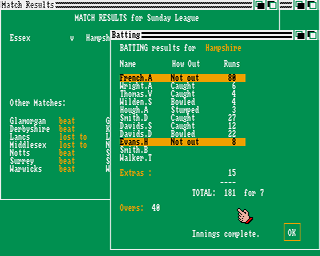 Match Results
MATCH RESULTS for Sunday League
Essex v Hampsh
Other Matches:
Glamorgan beat G
Derbyshire beat K
Lancs lost to L
Middlesex lost to N
Notts beat S
Surrey beat S
Warwicks beat W
Batting
BATTING results for Hampshire
Name How Out Runs
French.A Not out 80
Wright.A Caught 6
Thomas.V Caught 4
Wilden.S Bowled 4
Hough.A Stumped 3
Smith.D Caught 27
Davids.S Caught 12
Davids.D Bowled 22
Evans.H Not out 8
Smith.B
Walker.T
Extras : 15
----
TOTAL: 181 for 7
Overs: 40
Innings complete.
OK